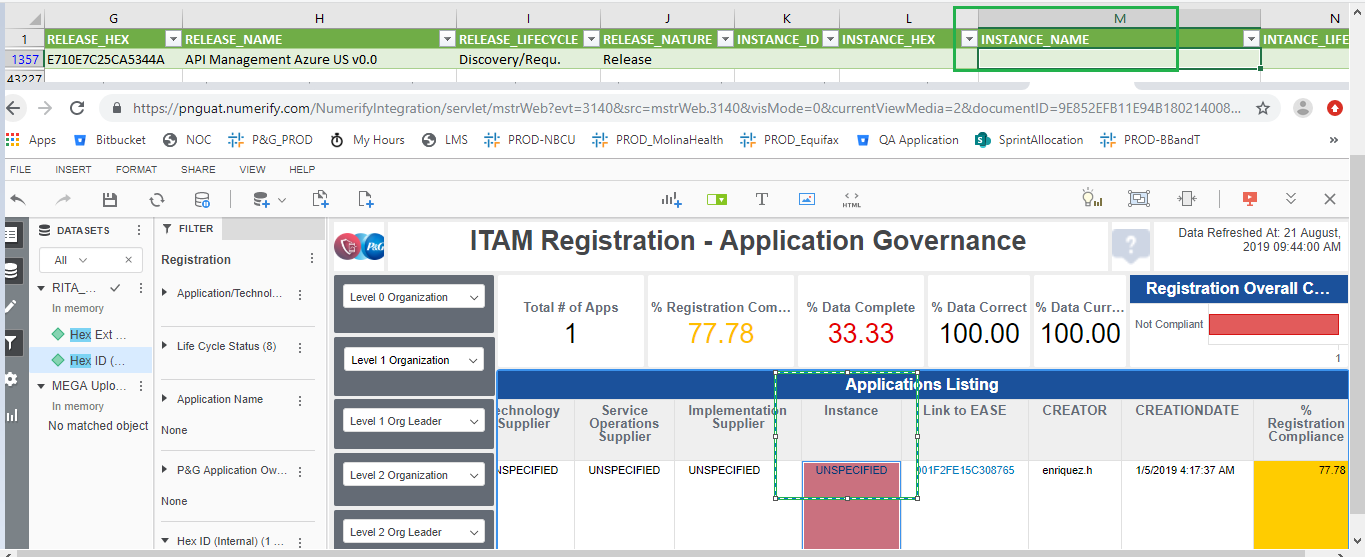 G H I J K L M N
1 RELEASE_HEX RELEASE_NAME RELEASE_LIFECYCLE RELEASE_NATURE INSTANCE_ID INSTANCE_HEX INSTANCE_NAME INTANCE_LIFE
1357 E710E7C25CA5344A API Management Azure US v0.0 Discovery/Requ. Release
43227
https://pnguat.numerify.com/NumerifyIntegration/servlet/mstrWeb?evt=3140&src=mstrWeb.3140&visMode=0&currentViewMedia=2&documentID=9E852EFB11E94B180214008...
Apps Bitbucket NOC P&G_PROD My Hours LMS PROD-NBCU PROD_MolinaHealth PROD_Equifax QA Application SprintAllocation PROD-BBandT »
FILE INSERT FORMAT SHARE VIEW HELP
T
HTML
DATASETS
All
RITA_...
In memory
Hex Ext ...
Hex ID (...
MEGA Uplo...
In memory
No matched object
FILTER
Registration
Application/Technol...
Life Cycle Status (8)
Application Name
None
P&G Application Ow...
None
Hex ID (Internal) (1 ...
P&G
ITAM Registration - Application Governance
?
Data Refreshed At: 21 August,
2019 09:44:00 AM
Level 0 Organization
Level 1 Organization
Level 1 Org Leader
Level 2 Organization
Level 2 Org Leader
Total # of Apps
1
% Registration Com...
77.78
% Data Complete
33.33
% Data Correct
100.00
% Data Curr...
100.00
Registration Overall C...
Not Compliant
1
Applications Listing
echnology Supplier
Service Operations Supplier
Implementation Supplier
Instance
Link to EASE
CREATOR
CREATIONDATE
% Registration Compliance
NSPECIFIED UNSPECIFIED UNSPECIFIED UNSPECIFIED 001F2FE15C308765 enriquez.h 1/5/2019 4:17:37 AM 77.78